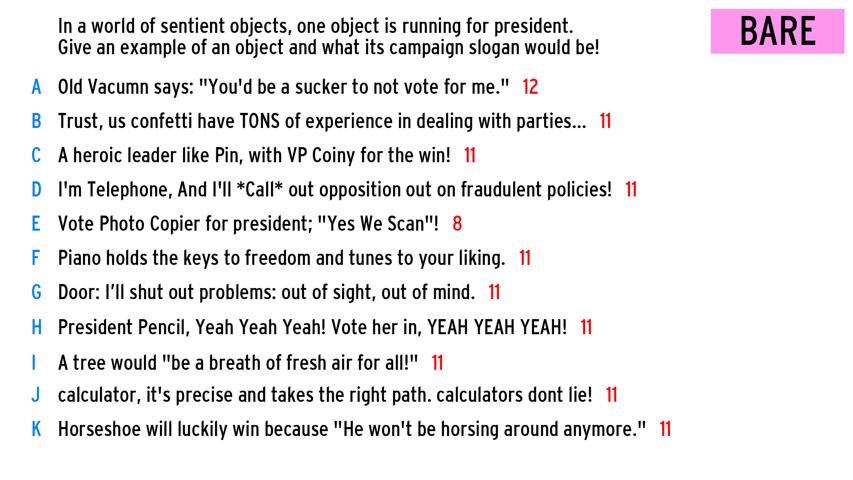 In a world of sentient objects, one object is running for president.
Give an example of an object and what its campaign slogan would be!
BARE
A Old Vacumn says: "You'd be a sucker to not vote for me." 12
B Trust, us confetti have TONS of experience in dealing with parties... 11
C A heroic leader like Pin, with VP Coiny for the win! 11
D I'm Telephone, And I'll *Call* out opposition out on fraudulent policies! 11
E Vote Photo Copier for president; "Yes We Scan"! 8
F Piano holds the keys to freedom and tunes to your liking. 11
G Door: I'll shut out problems: out of sight, out of mind. 11
H President Pencil, Yeah Yeah Yeah! Vote her in, YEAH YEAH YEAH! 11
I A tree would "be a breath of fresh air for all!" 11
J calculator, it's precise and takes the right path. calculators dont lie! 11
K Horseshoe will luckily win because "He won't be horsing around anymore." 11